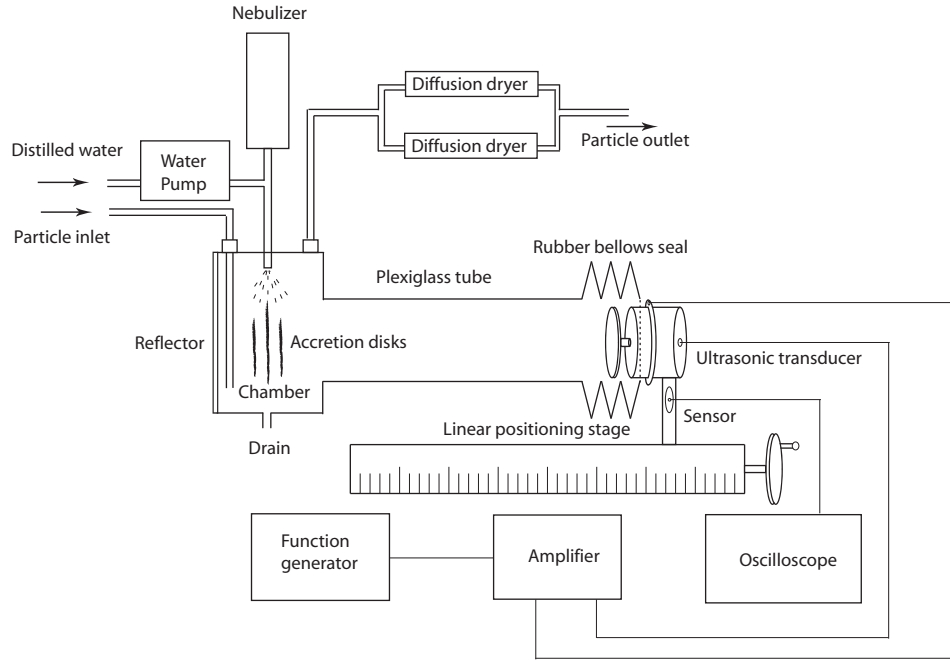 Nebulizer
Diffusion dryer
Diffusion dryer
Particle outlet
Distilled water
Water
Pump
Particle inlet
Rubber bellows seal
Plexiglass tube
Reflector
Accretion disks
Ultrasonic transducer
Chamber
Sensor
Drain
Linear positioning stage
Function
generator
Amplifier
Oscilloscope